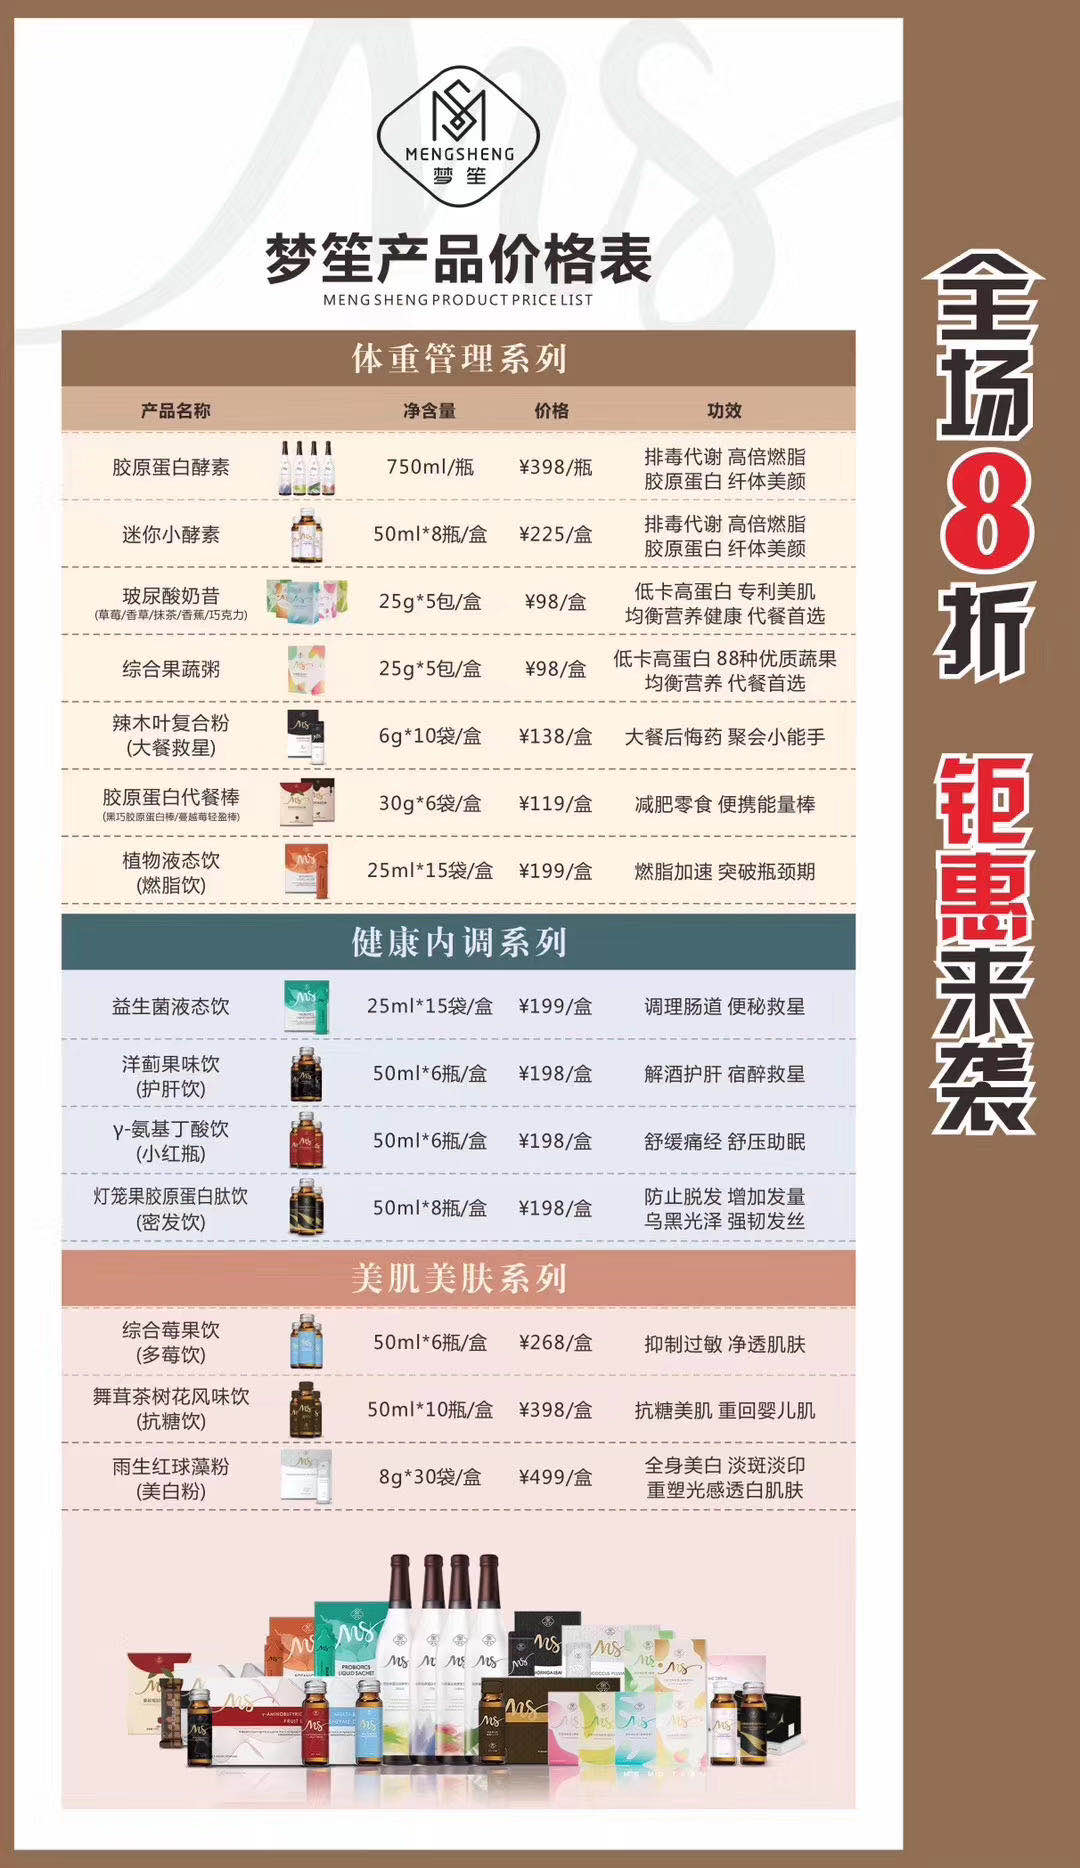 MENGSHENG
梦笙
梦笙产品价格表
MENG SHENG PRODUCT PRICE LIST
体重管理系列
产品名称 净含量 价格 功效
胶原蛋白酵素 750ml/瓶 ¥398/瓶 排毒代谢 高倍燃脂
胶原蛋白 纤体美颜
迷你小酵素 50ml*8瓶/盒 ¥225/盒 排毒代谢 高倍燃脂
胶原蛋白 纤体美颜
玻尿酸奶昔 25g*5包/盒 ¥98/盒 低卡高蛋白 专利美肌
(草莓/香草/抹茶/香蕉/巧克力) 均衡营养健康 代餐首选
综合果蔬粥 25g*5包/盒 ¥98/盒 低卡高蛋白 88种优质蔬果
均衡营养 代餐首选
辣木叶复合粉 6g*10袋/盒 ¥138/盒 大餐后悔药 聚会小能手
(大餐救星)
胶原蛋白代餐棒 30g*6袋/盒 ¥119/盒 减肥零食 便携能量棒
(黑巧胶原蛋白棒/蔓越莓轻盈棒)
植物液态饮 25ml*15袋/盒 ¥199/盒 燃脂加速 突破瓶颈期
(燃脂饮)
健康内调系列
益生菌液态饮 25ml*15袋/盒 ¥199/盒 调理肠道 便秘救星
洋蓟果味饮 50ml*6瓶/盒 ¥198/盒 解酒护肝 宿醉救星
(护肝饮)
γ-氨基丁酸饮 50ml*6瓶/盒 ¥198/盒 舒缓痛经 舒压助眠
(小红瓶)
灯笼果胶原蛋白肽饮 50ml*8瓶/盒 ¥198/盒 防止脱发 增加发量
(密发饮) 乌黑光泽 强韧发丝
美肌美肤系列
综合莓果饮 50ml*6瓶/盒 ¥268/盒 抑制过敏 净透肌肤
(多莓饮)
舞茸茶树花风味饮 50ml*10瓶/盒 ¥398/盒 抗糖美肌 重回婴儿肌
(抗糖饮)
雨生红球藻粉 8g*30袋/盒 ¥499/盒 全身美白 淡斑淡印
(美白粉) 重塑光感透白肌肤
Ms
PROBIOTICS
LIQUID SACHET
全场8折 钜惠来袭